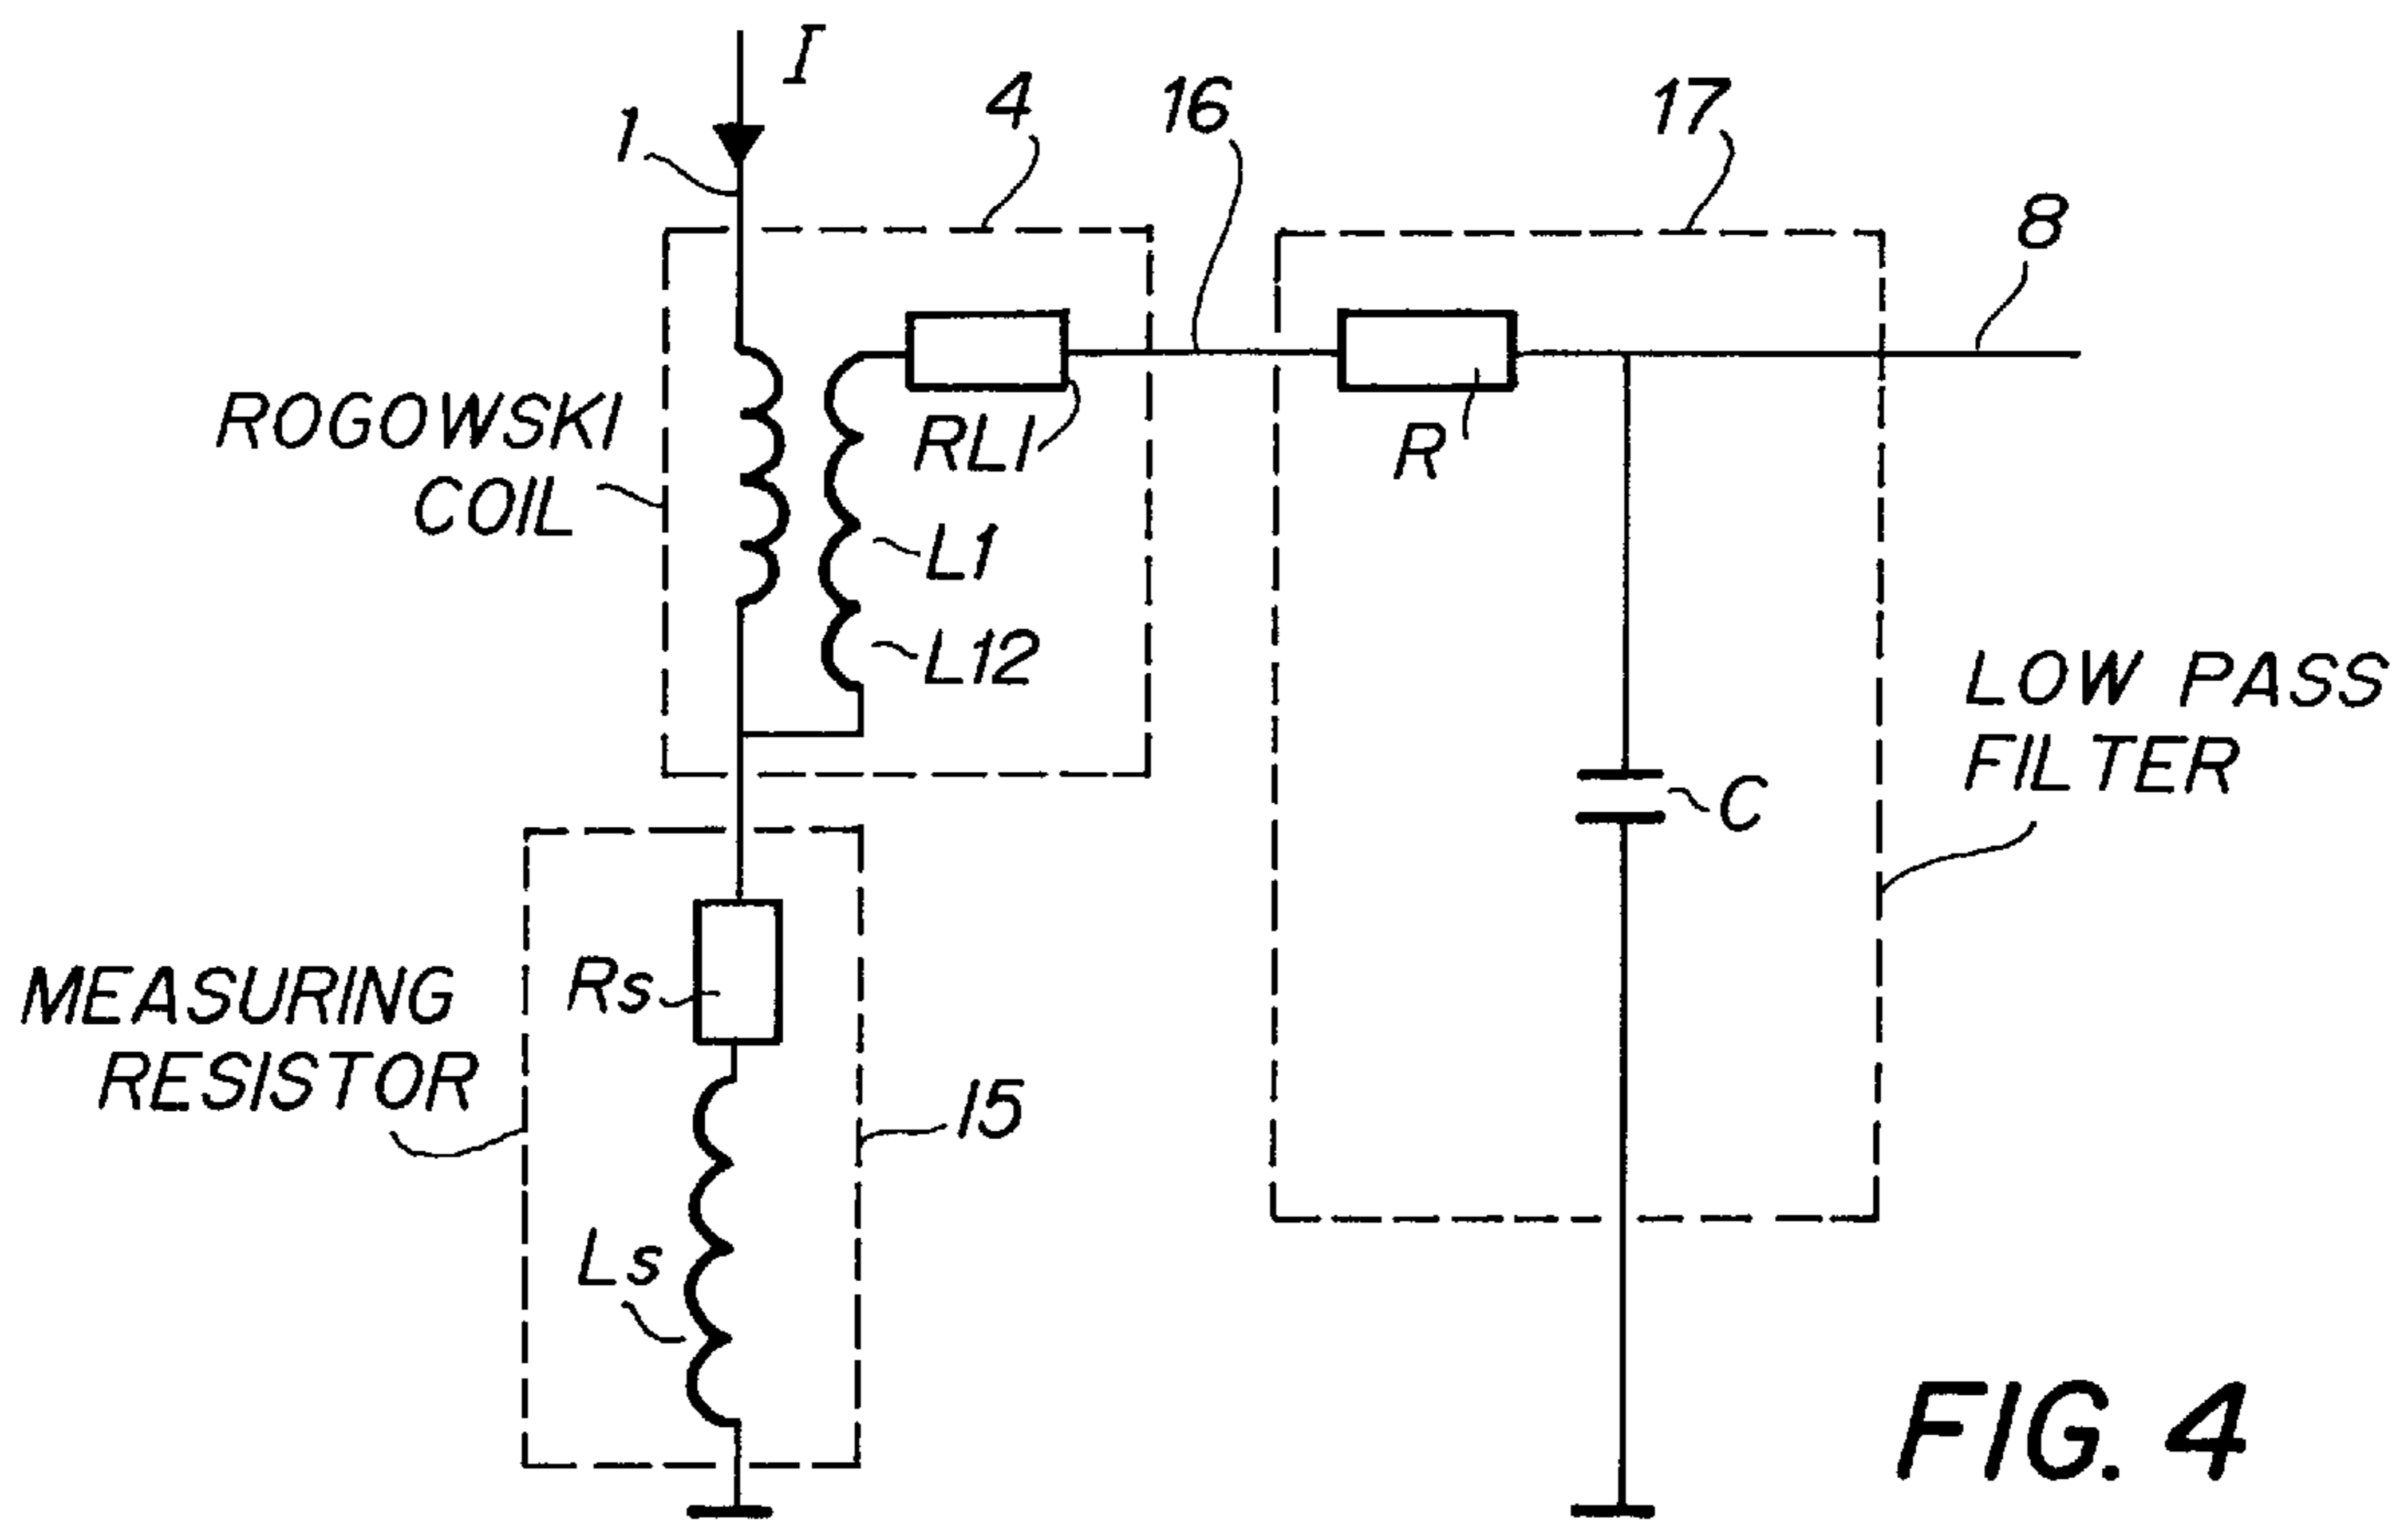 I
1
4
16
17
8
ROGOWSKI
COIL
RL1
R
L1
L12
LOW PASS
FILTER
C
MEASURING
RESISTOR
Rs
15
Ls
FIG. 4